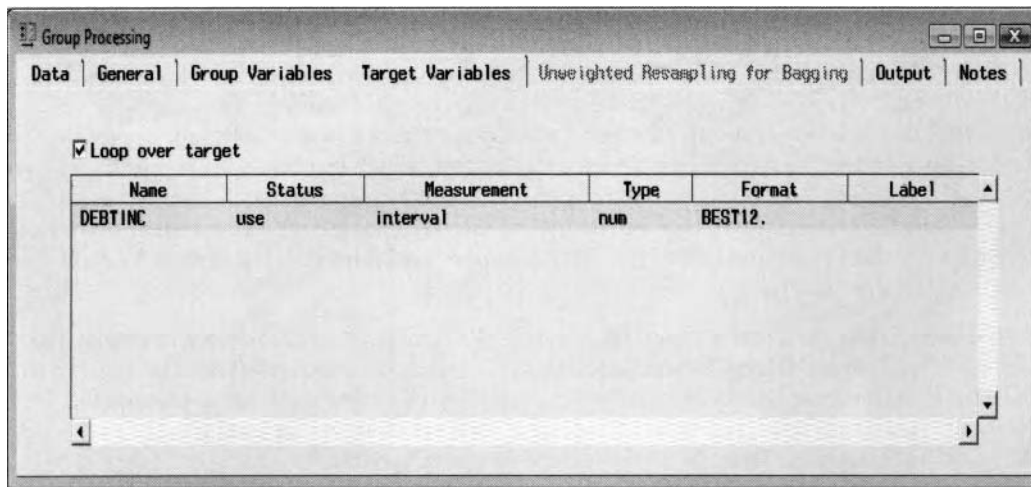 Group Processing
Data General Group Variables Target Variables Unweighted Resampling for Bagging Output Notes
Loop over target
Name Status Measurement Type Format Label
DEBTINC use interval num BEST12.